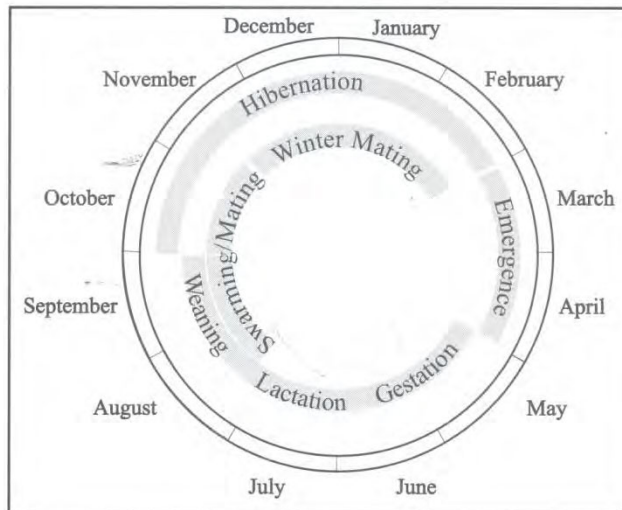 December
January
November
February
Hibernation
Winter Mating
October
March
Swarming/Mating
Emergence
September
April
Weaning
Lactation
Gestation
August
May
July
June